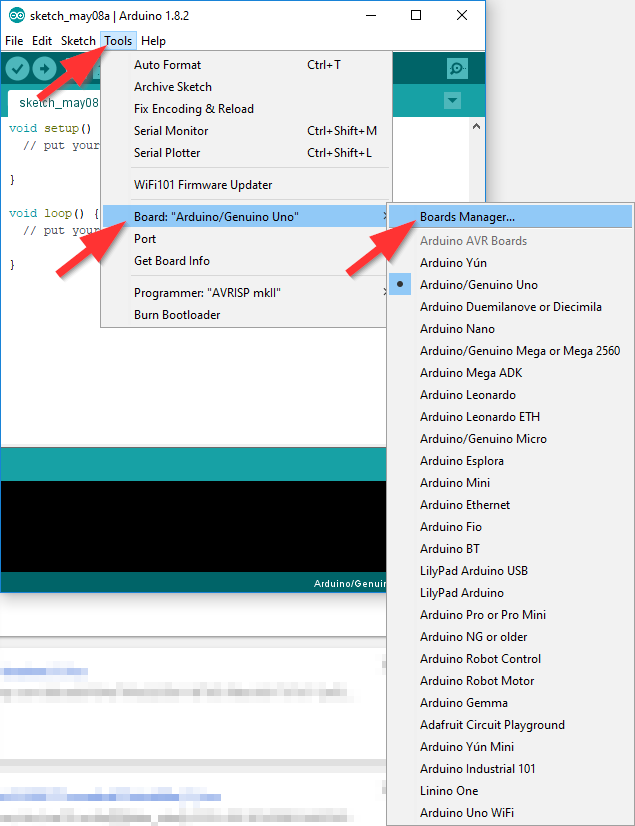 sketch_may08a | Arduino 1.8.2
File Edit Sketch Tools Help
sketch_may08
void setup()
// put your
}
void loop() {
// put your
}
Auto Format Ctrl+T
Archive Sketch
Fix Encoding & Reload
Serial Monitor Ctrl+Shift+M
Serial Plotter Ctrl+Shift+L
WiFi101 Firmware Updater
Board: "Arduino/Genuino Uno"
Port
Get Board Info
Programmer: "AVRISP mkII"
Burn Bootloader
Boards Manager...
Arduino AVR Boards
Arduino Yún
Arduino/Genuino Uno
Arduino Duemilanove or Diecimila
Arduino Nano
Arduino/Genuino Mega or Mega 2560
Arduino Mega ADK
Arduino Leonardo
Arduino Leonardo ETH
Arduino/Genuino Micro
Arduino Esplora
Arduino Mini
Arduino Ethernet
Arduino Fio
Arduino BT
LilyPad Arduino USB
LilyPad Arduino
Arduino Pro or Pro Mini
Arduino NG or older
Arduino Robot Control
Arduino Robot Motor
Arduino Gemma
Adafruit Circuit Playground
Arduino Yún Mini
Arduino Industrial 101
Linino One
Arduino Uno WiFi
Arduino/Genuin